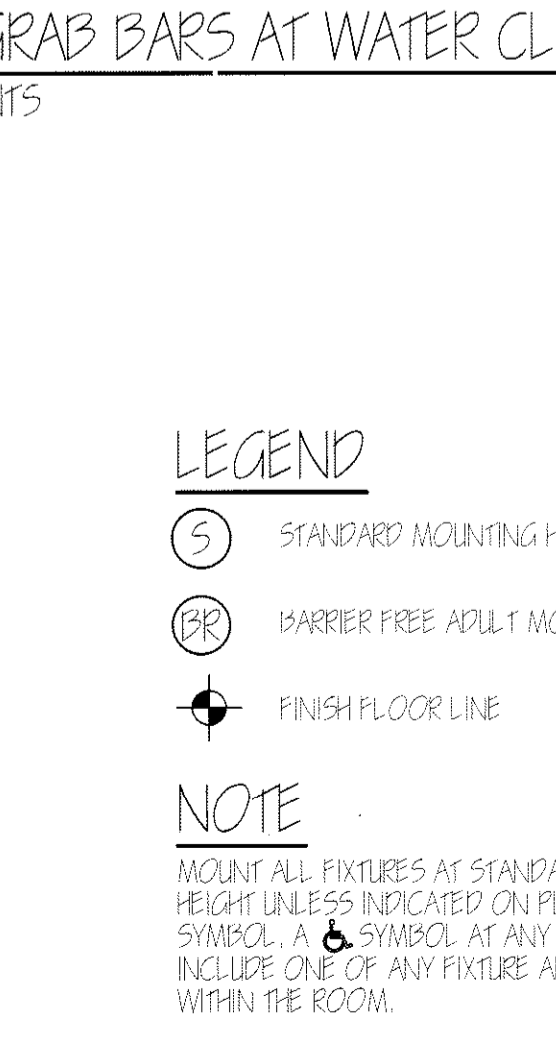 GRAB BARS AT WATER CL
NTS
LEGEND
S STANDARD MOUNTING H
BR BARRIER FREE ADULT MO
FINISH FLOOR LINE
NOTE
MOUNT ALL FIXTURES AT STANDA
HEIGHT UNLESS INDICATED ON PL
SYMBOL. A ♿ SYMBOL AT ANY
INCLUDE ONE OF ANY FIXTURE A
WITHIN THE ROOM.